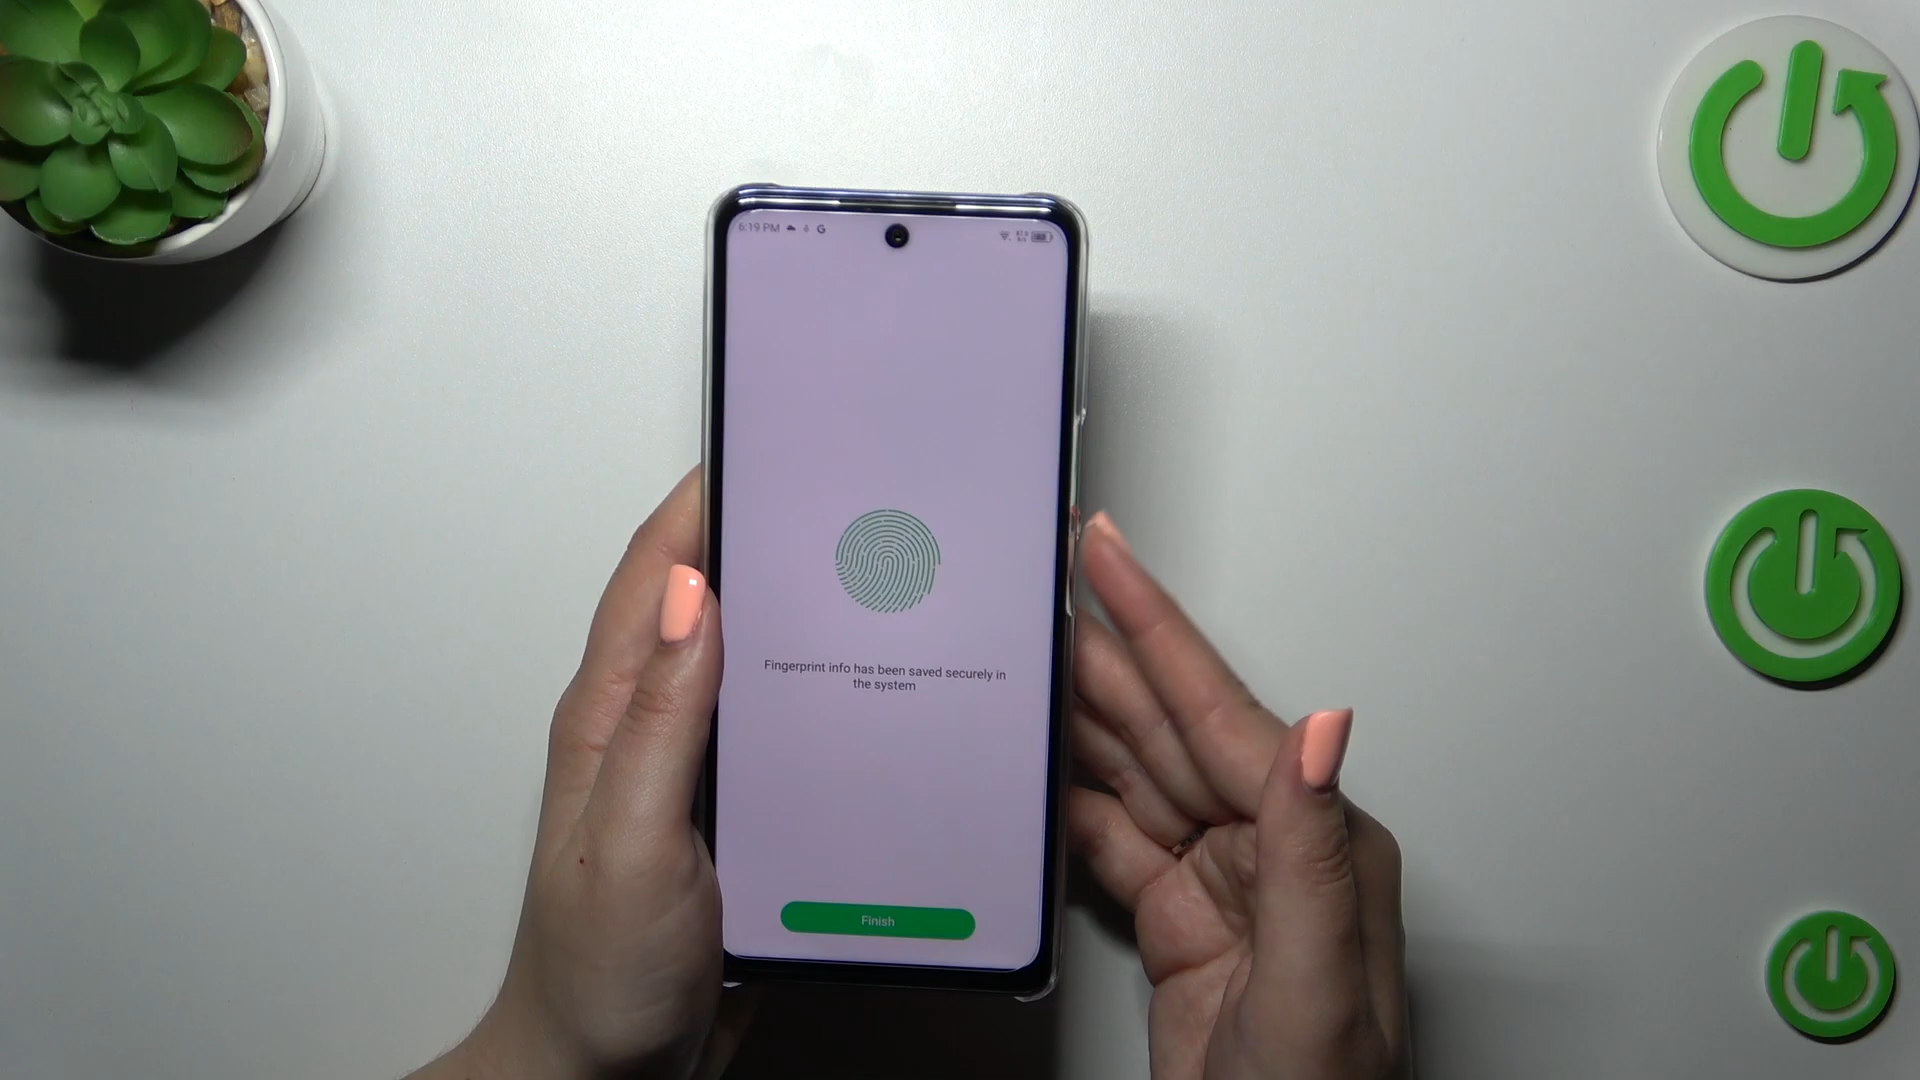 6:19 PM G
Fingerprint info has been saved securely in
the system
Finish